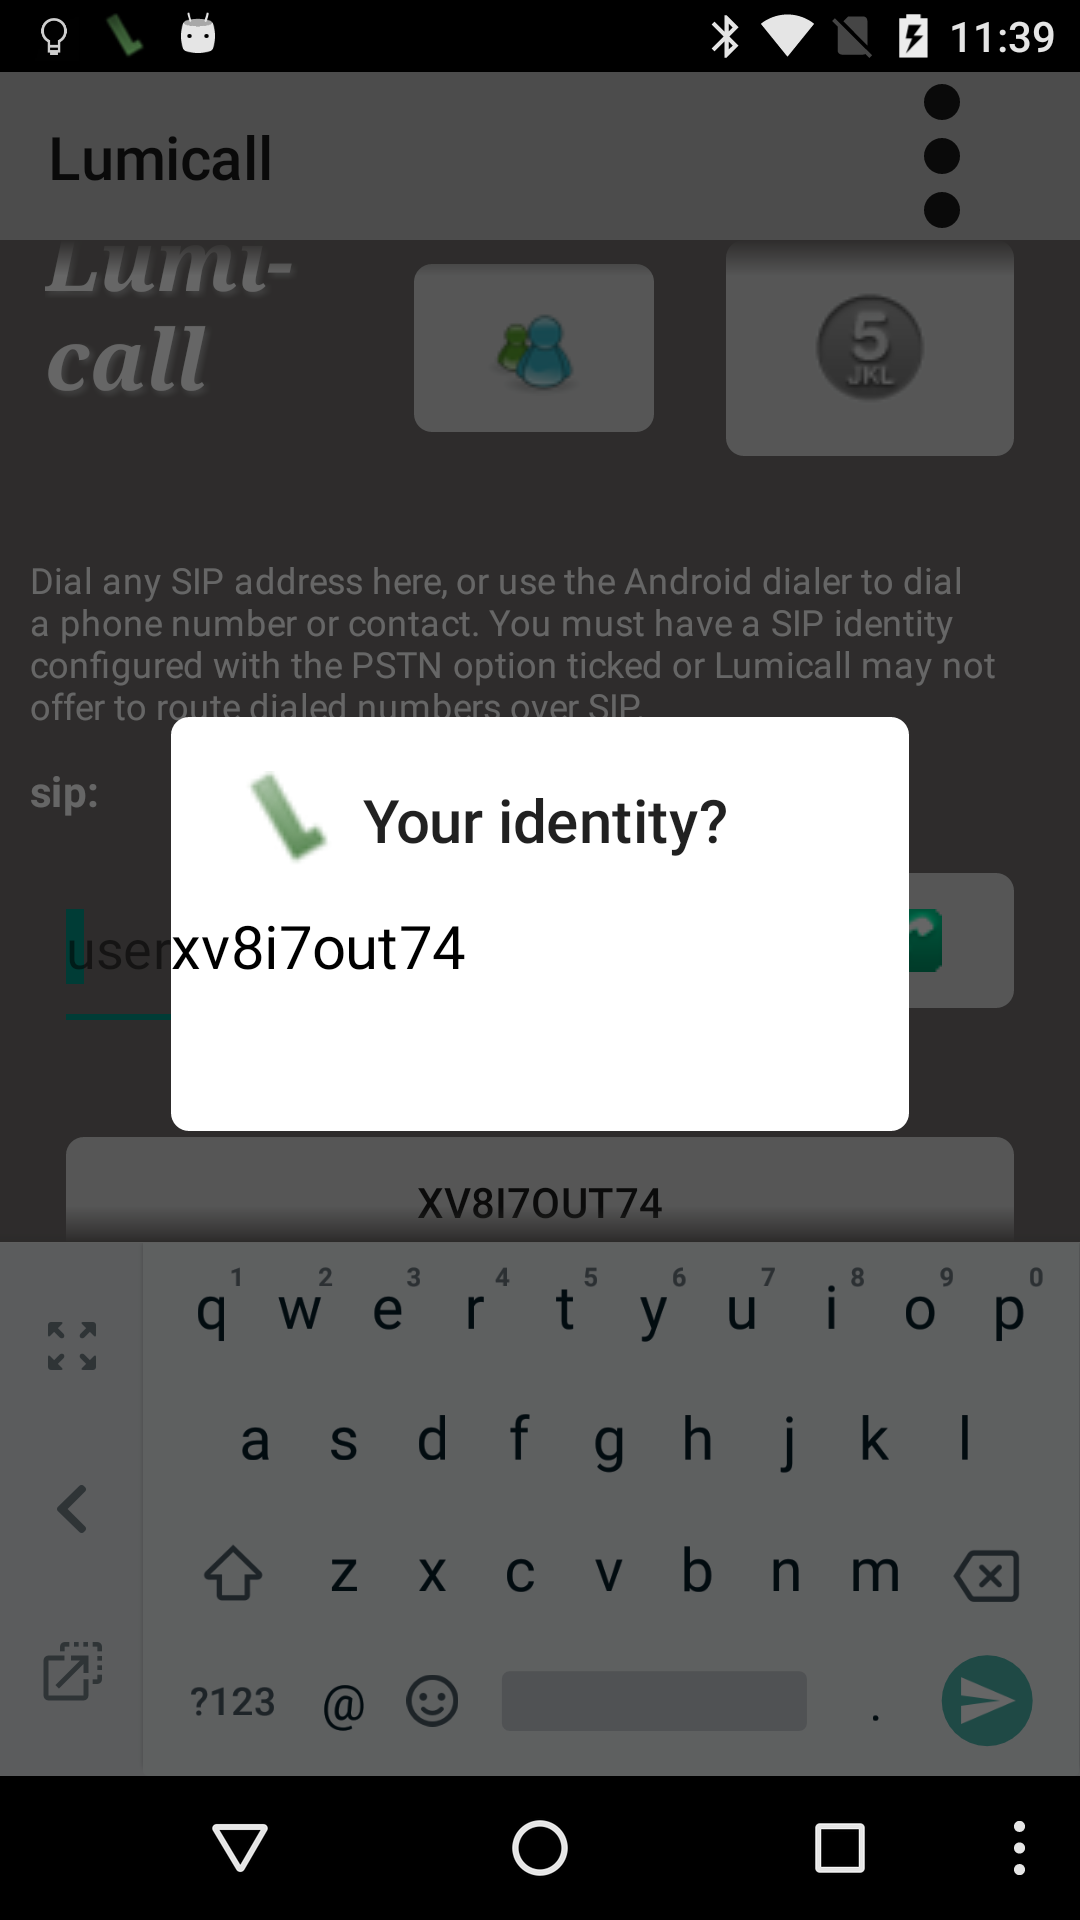 11:39
Lumicall
Lumi-
call
5
JKL
Dial any SIP address here, or use the Android dialer to dial
a phone number or contact. You must have a SIP identity
configured with the PSTN option ticked or Lumicall may not
offer to route dialed numbers over SIP.
sip:
Your identity?
user
xv8i7out74
XV8I7OUT74
1 2 3 4 5 6 7 8 9 0
q w e r t y u i o p
a s d f g h j k l
z x c v b n m
?123 @ .